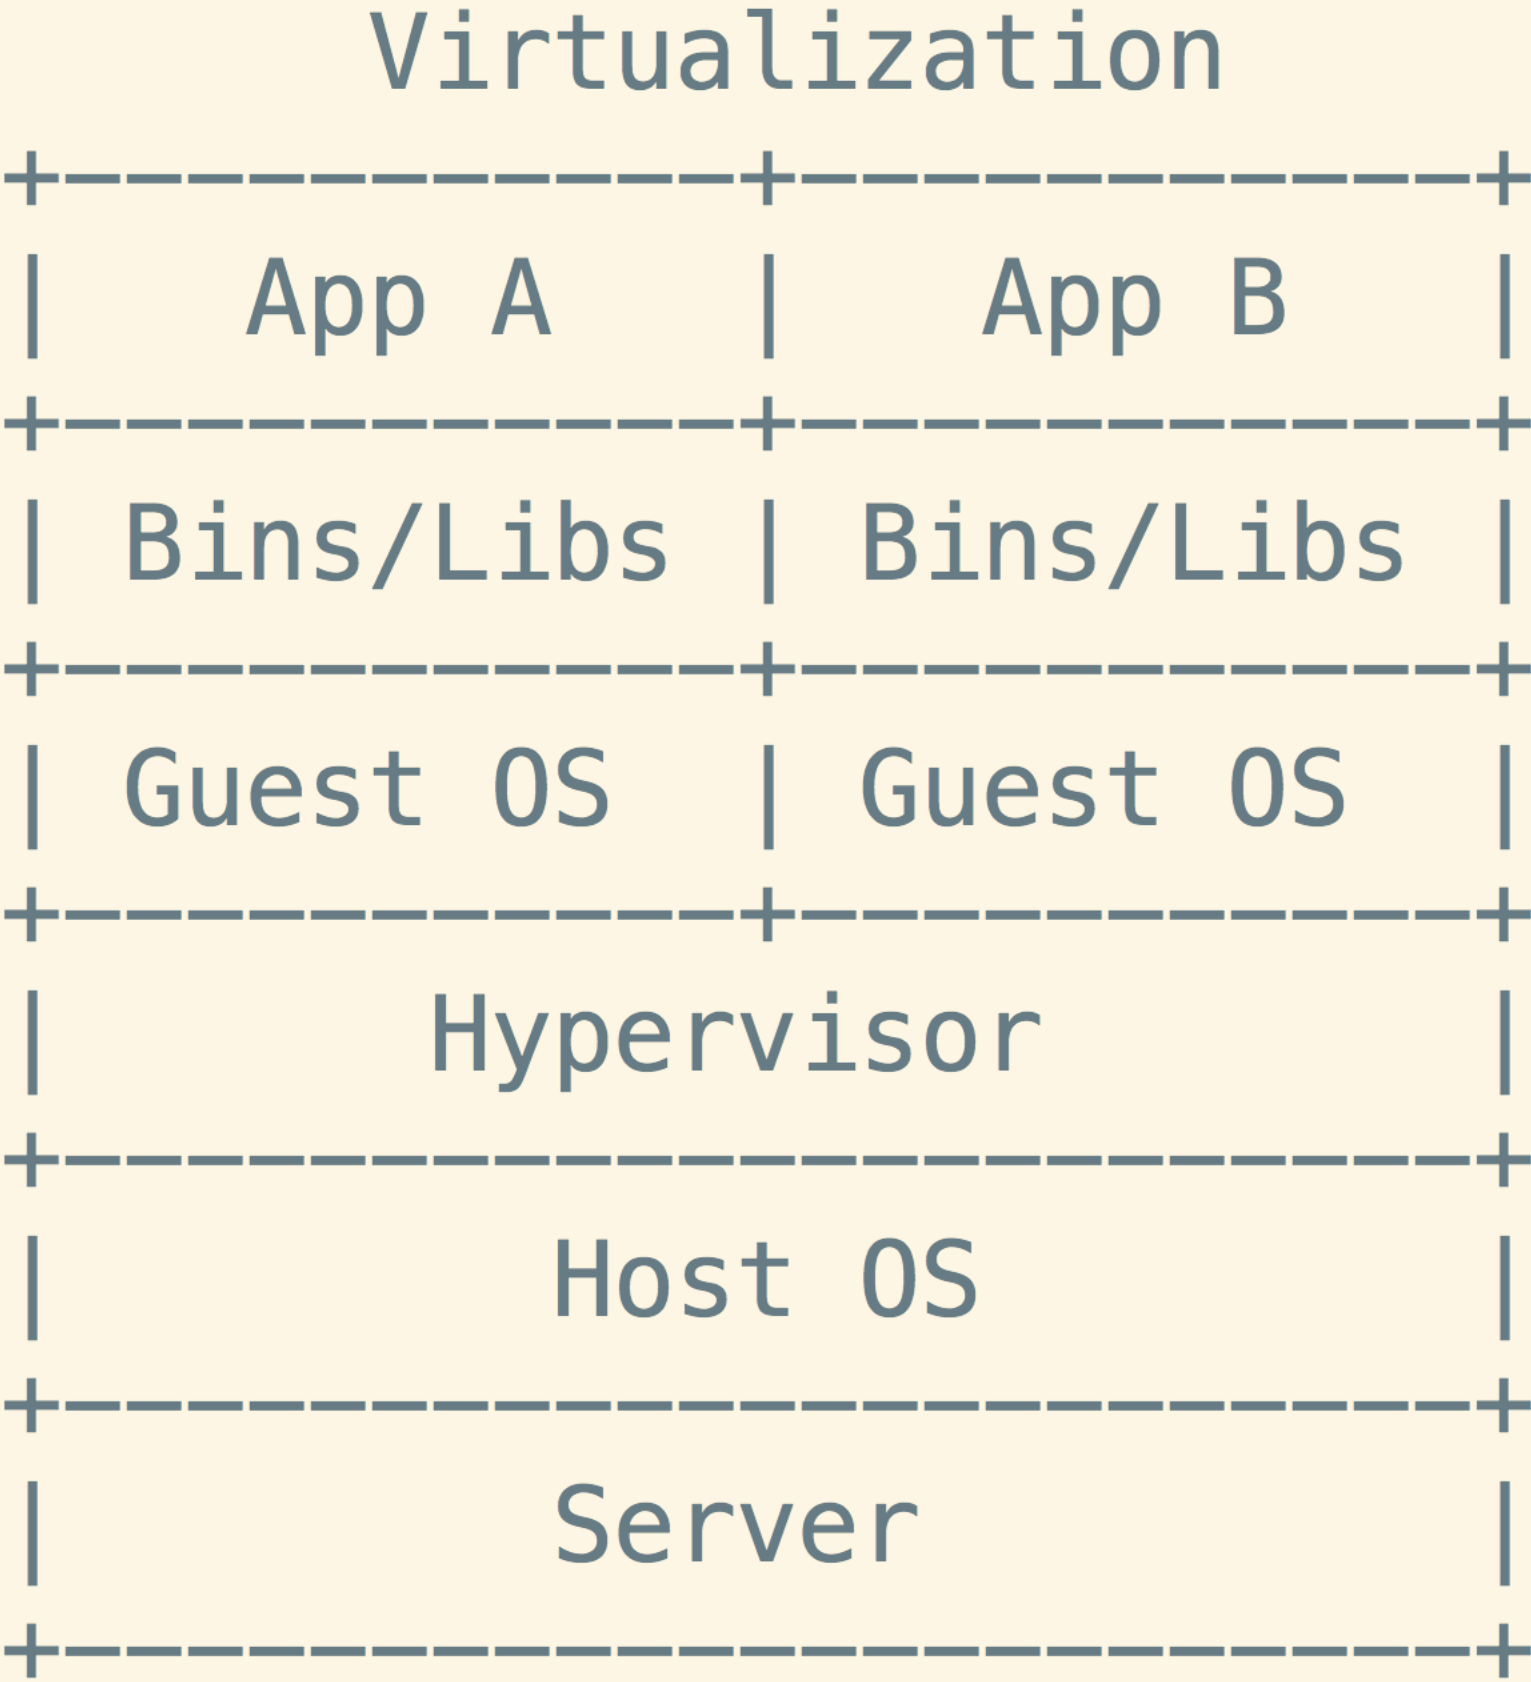 Virtualization
+-----------+-----------+
|   App A   |   App B   |
+-----------+-----------+
| Bins/Libs | Bins/Libs |
+-----------+-----------+
| Guest OS  | Guest OS  |
+-----------+-----------+
|      Hypervisor       |
+-----------------------+
|        Host OS        |
+-----------------------+
|        Server         |
+-----------------------+